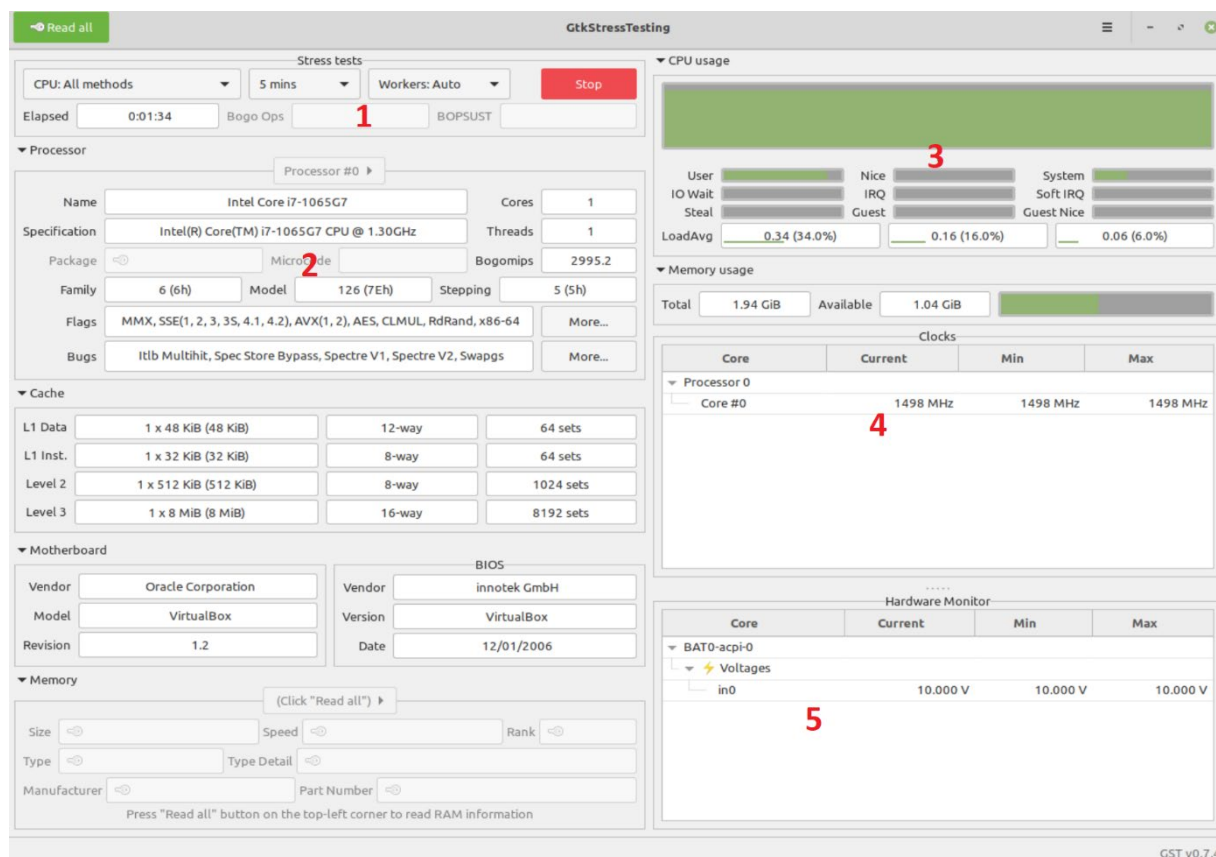 Read all
GtkStressTesting
Stress tests
CPU: All methods
5 mins
Workers: Auto
Stop
Elapsed 0:01:34 Bogo Ops 1 BOPSUST
Processor
Processor #0
Name Intel Core i7-1065G7 Cores 1
Specification Intel(R) Core(TM) i7-1065G7 CPU @ 1.30GHz Threads 1
Package Microcode 2 Bogomips 2995.2
Family 6 (6h) Model 126 (7Eh) Stepping 5 (5h)
Flags MMX, SSE(1, 2, 3, 3S, 4.1, 4.2), AVX(1, 2), AES, CLMUL, RdRand, x86-64 More...
Bugs Itlb Multihit, Spec Store Bypass, Spectre V1, Spectre V2, Swapgs More...
Cache
L1 Data 1 x 48 KiB (48 KiB) 12-way 64 sets
L1 Inst. 1 x 32 KiB (32 KiB) 8-way 64 sets
Level 2 1 x 512 KiB (512 KiB) 8-way 1024 sets
Level 3 1 x 8 MiB (8 MiB) 16-way 8192 sets
Motherboard
Vendor Oracle Corporation
Model VirtualBox
Revision 1.2
BIOS
Vendor innotek GmbH
Version VirtualBox
Date 12/01/2006
Memory
(Click "Read all")
Size Speed Rank
Type Type Detail
Manufacturer Part Number
Press "Read all" button on the top-left corner to read RAM information
CPU usage
3
User Nice System
IO Wait IRQ Soft IRQ
Steal Guest Guest Nice
LoadAvg 0.34 (34.0%) 0.16 (16.0%) 0.06 (6.0%)
Memory usage
Total 1.94 GiB Available 1.04 GiB
Clocks
Core Current Min Max
Processor 0
Core #0 1498 MHz 1498 MHz 1498 MHz
4
Hardware Monitor
Core Current Min Max
BAT0-acpi-0
Voltages
in0 10.000 V 10.000 V 10.000 V
5
GST v0.7.4